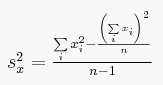 $s_x^2 = \frac{\sum_i x_i^2 - \frac{\left(\sum_i x_i\right)^2}{n}}{n-1}$